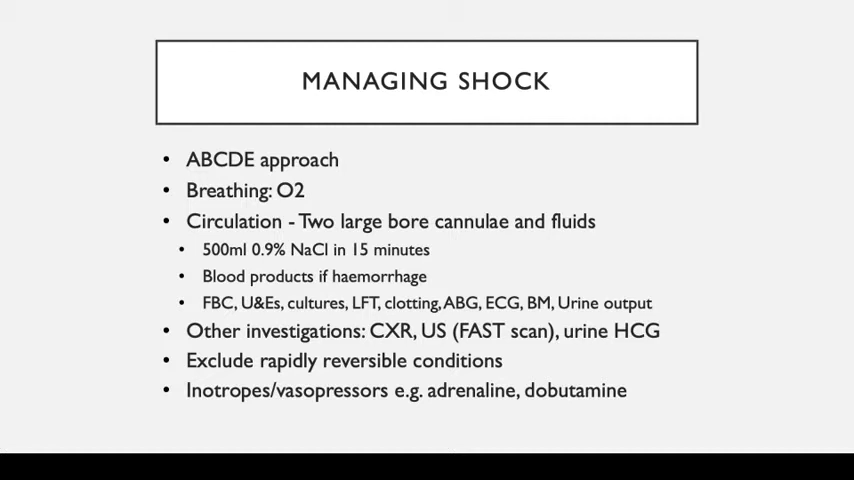 MANAGING SHOCK
• ABCDE approach
• Breathing: O2
• Circulation - Two large bore cannulae and fluids
• 500ml 0.9% NaCl in 15 minutes
• Blood products if haemorrhage
• FBC, U&Es, cultures, LFT, clotting, ABG, ECG, BM, Urine output
• Other investigations: CXR, US (FAST scan), urine HCG
• Exclude rapidly reversible conditions
• Inotropes/vasopressors e.g. adrenaline, dobutamine